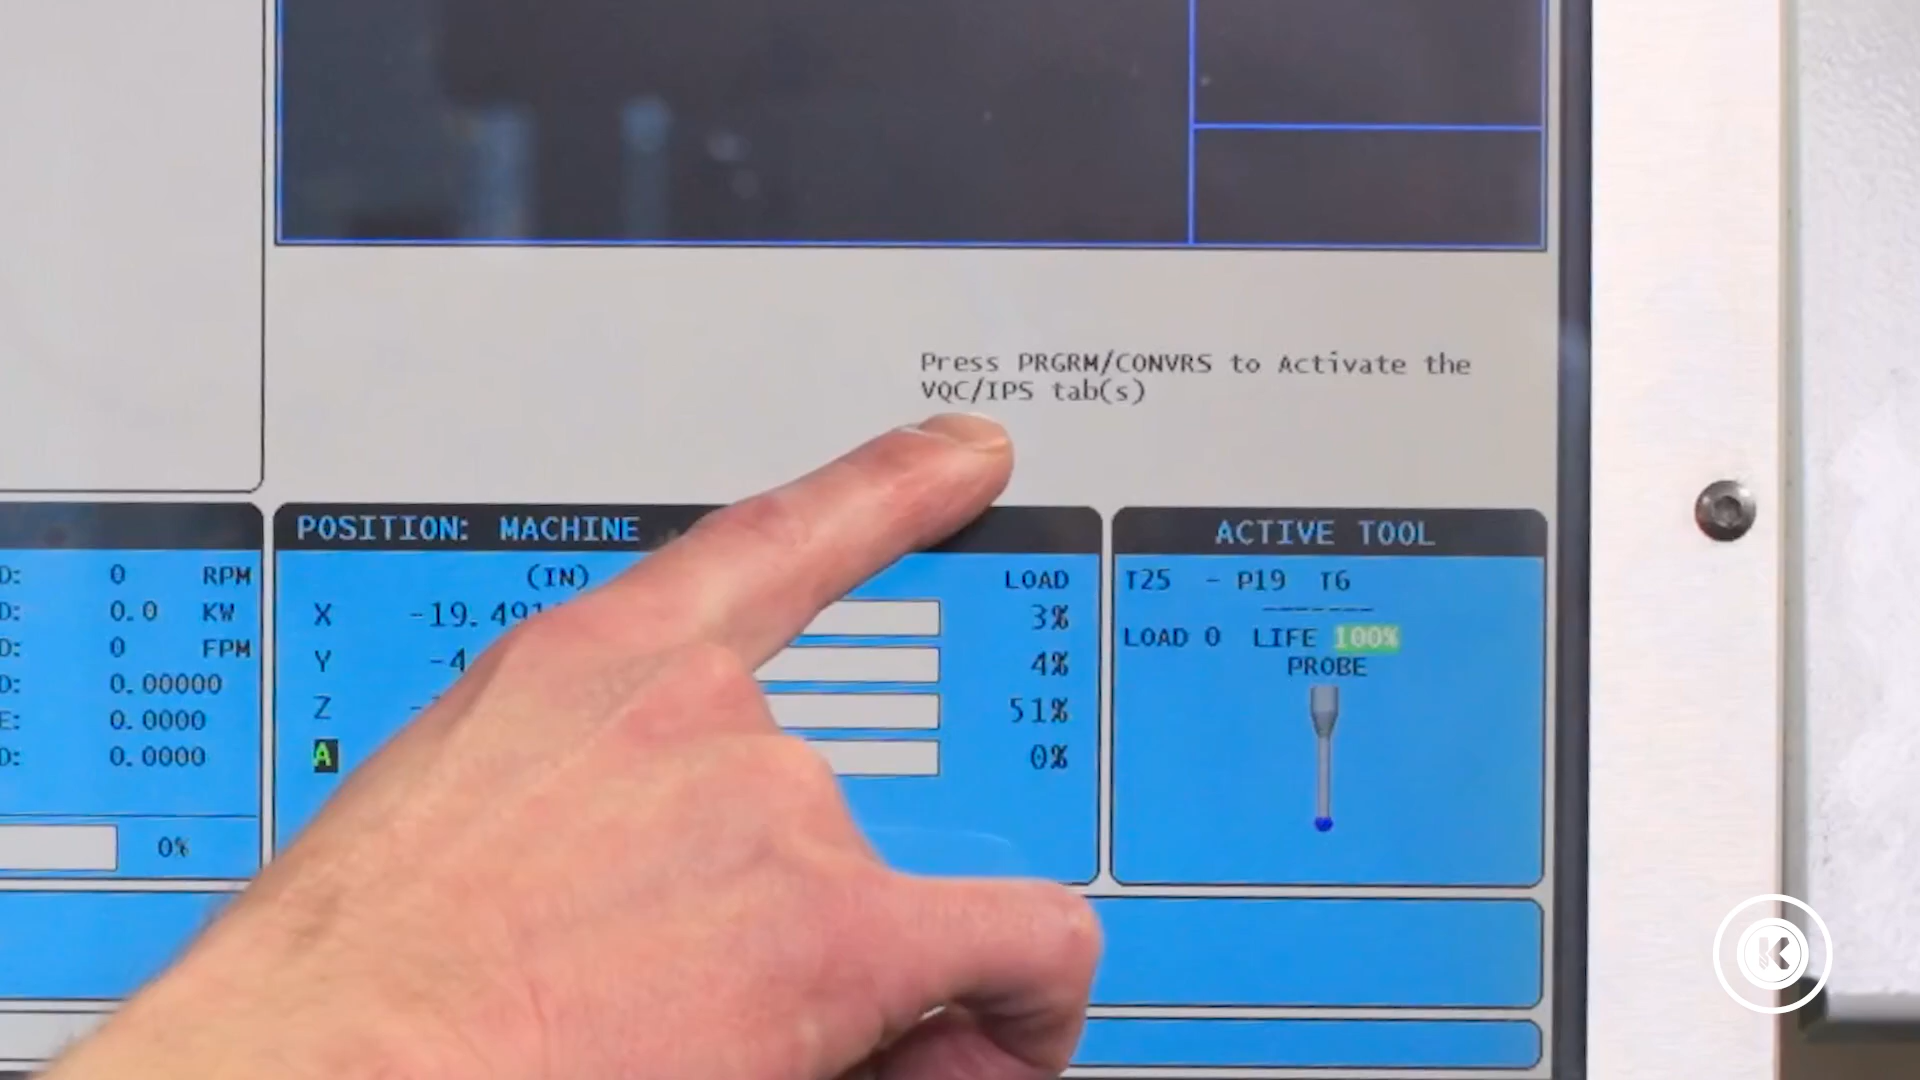 Press PRGRM/CONVRS to Activate the
VQC/IPS tab(s)
D: 0 RPM
D: 0.0 KW
D: 0 FPM
D: 0.00000
E: 0.0000
D: 0.0000
0%
POSITION: MACHINE
(IN) LOAD
X -19.491 3%
Y -4 4%
Z - 51%
A 0%
ACTIVE TOOL
T25 - P19 T6
LOAD 0 LIFE 100%
PROBE
K